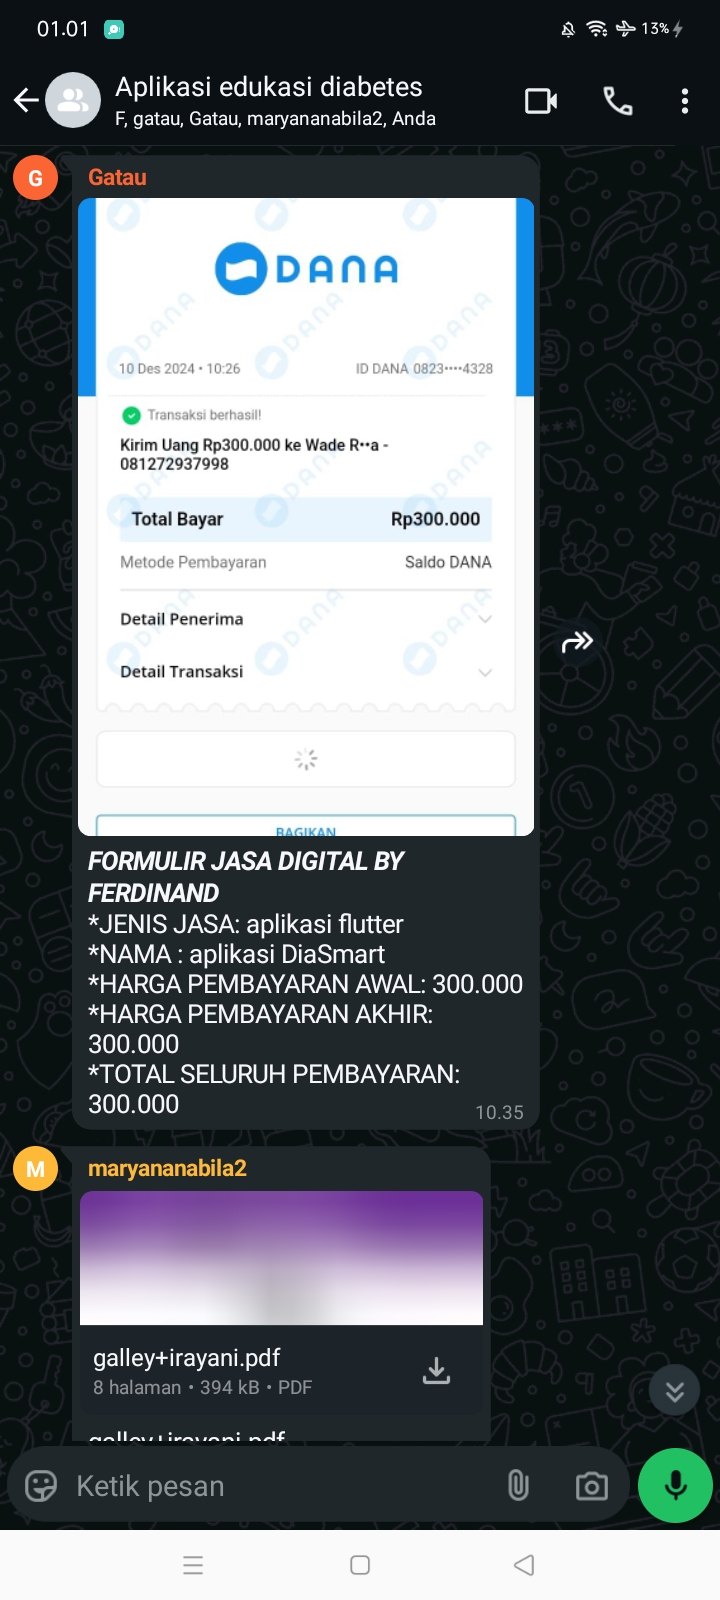 01.01
13%
Aplikasi edukasi diabetes
F, gatau, Gatau, maryananabila2, Anda
G
Gatau
DANA
10 Des 2024 • 10:26
ID DANA 0823••••4328
Transaksi berhasil!
Kirim Uang Rp300.000 ke Wade R••a -
081272937998
Total Bayar
Rp300.000
Metode Pembayaran
Saldo DANA
Detail Penerima
Detail Transaksi
BAGIKAN
FORMULIR JASA DIGITAL BY
FERDINAND
*JENIS JASA: aplikasi flutter
*NAMA : aplikasi DiaSmart
*HARGA PEMBAYARAN AWAL: 300.000
*HARGA PEMBAYARAN AKHIR:
300.000
*TOTAL SELURUH PEMBAYARAN:
300.000
10.35
M
maryananabila2
galley+irayani.pdf
8 halaman • 394 kB • PDF
galley+irayani.pdf
Ketik pesan